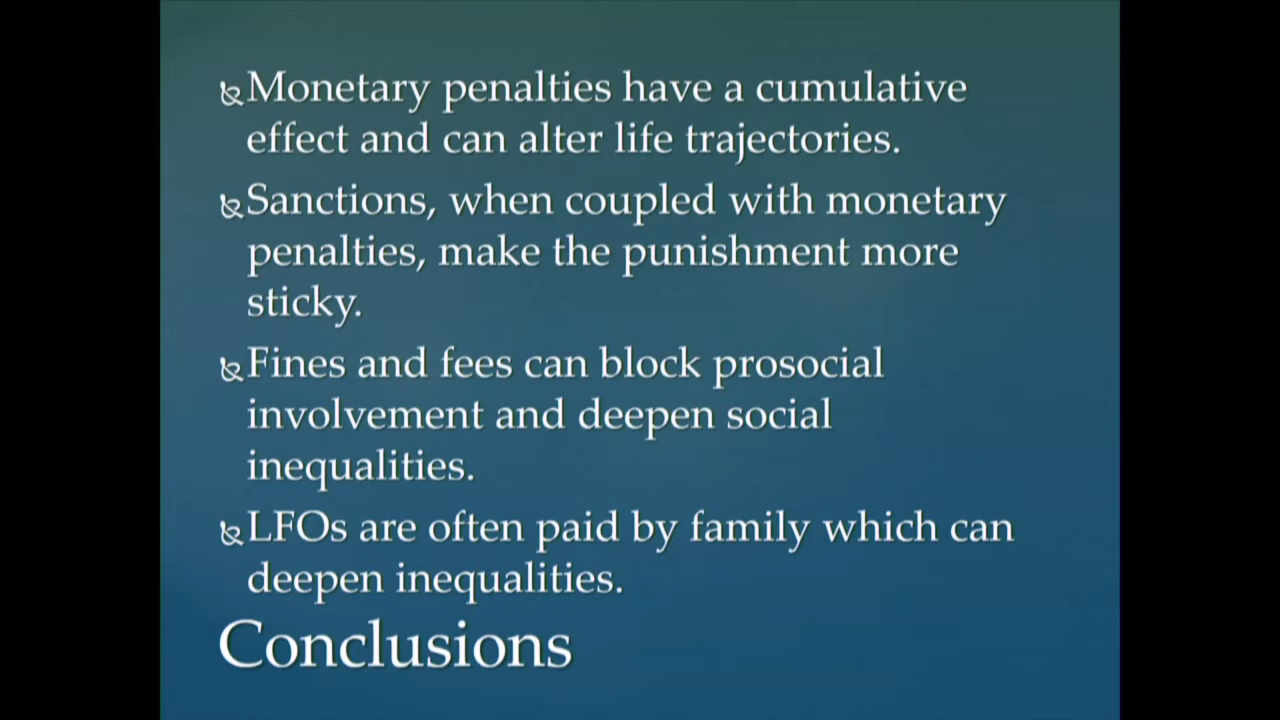 Monetary penalties have a cumulative
effect and can alter life trajectories.
Sanctions, when coupled with monetary
penalties, make the punishment more
sticky.
Fines and fees can block prosocial
involvement and deepen social
inequalities.
LFOs are often paid by family which can
deepen inequalities.
Conclusions